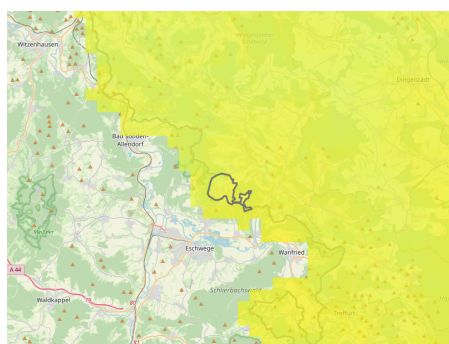 Witzenhausen
Dingelstädt
Bad Sooden-
Allendorf
Meißner
Eschwege
Wanfried
A 44
Schlierbachswald
Waldkappel
Treffurt